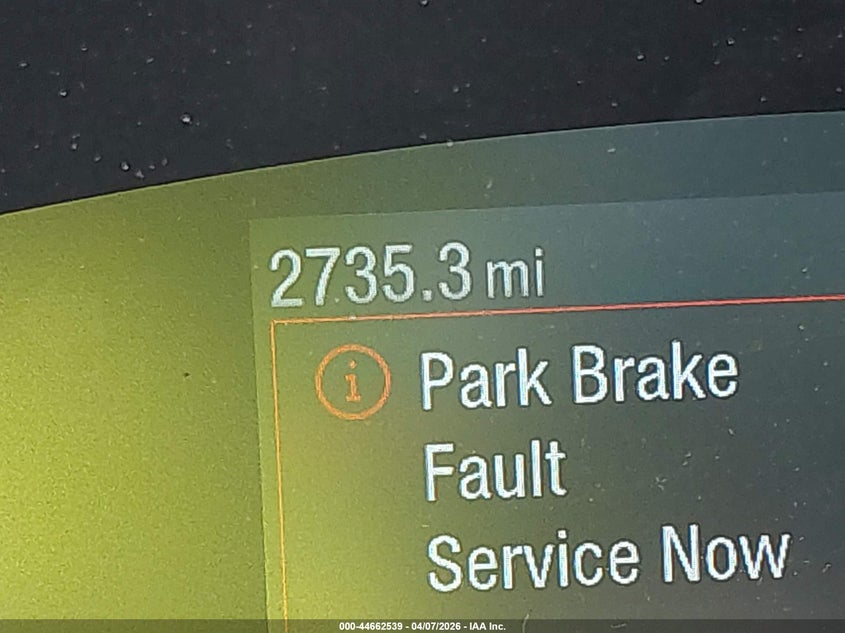 2735.3 mi
i
Park Brake
Fault
Service Now
000-44662539 - 04/07/2026 - IAA Inc.